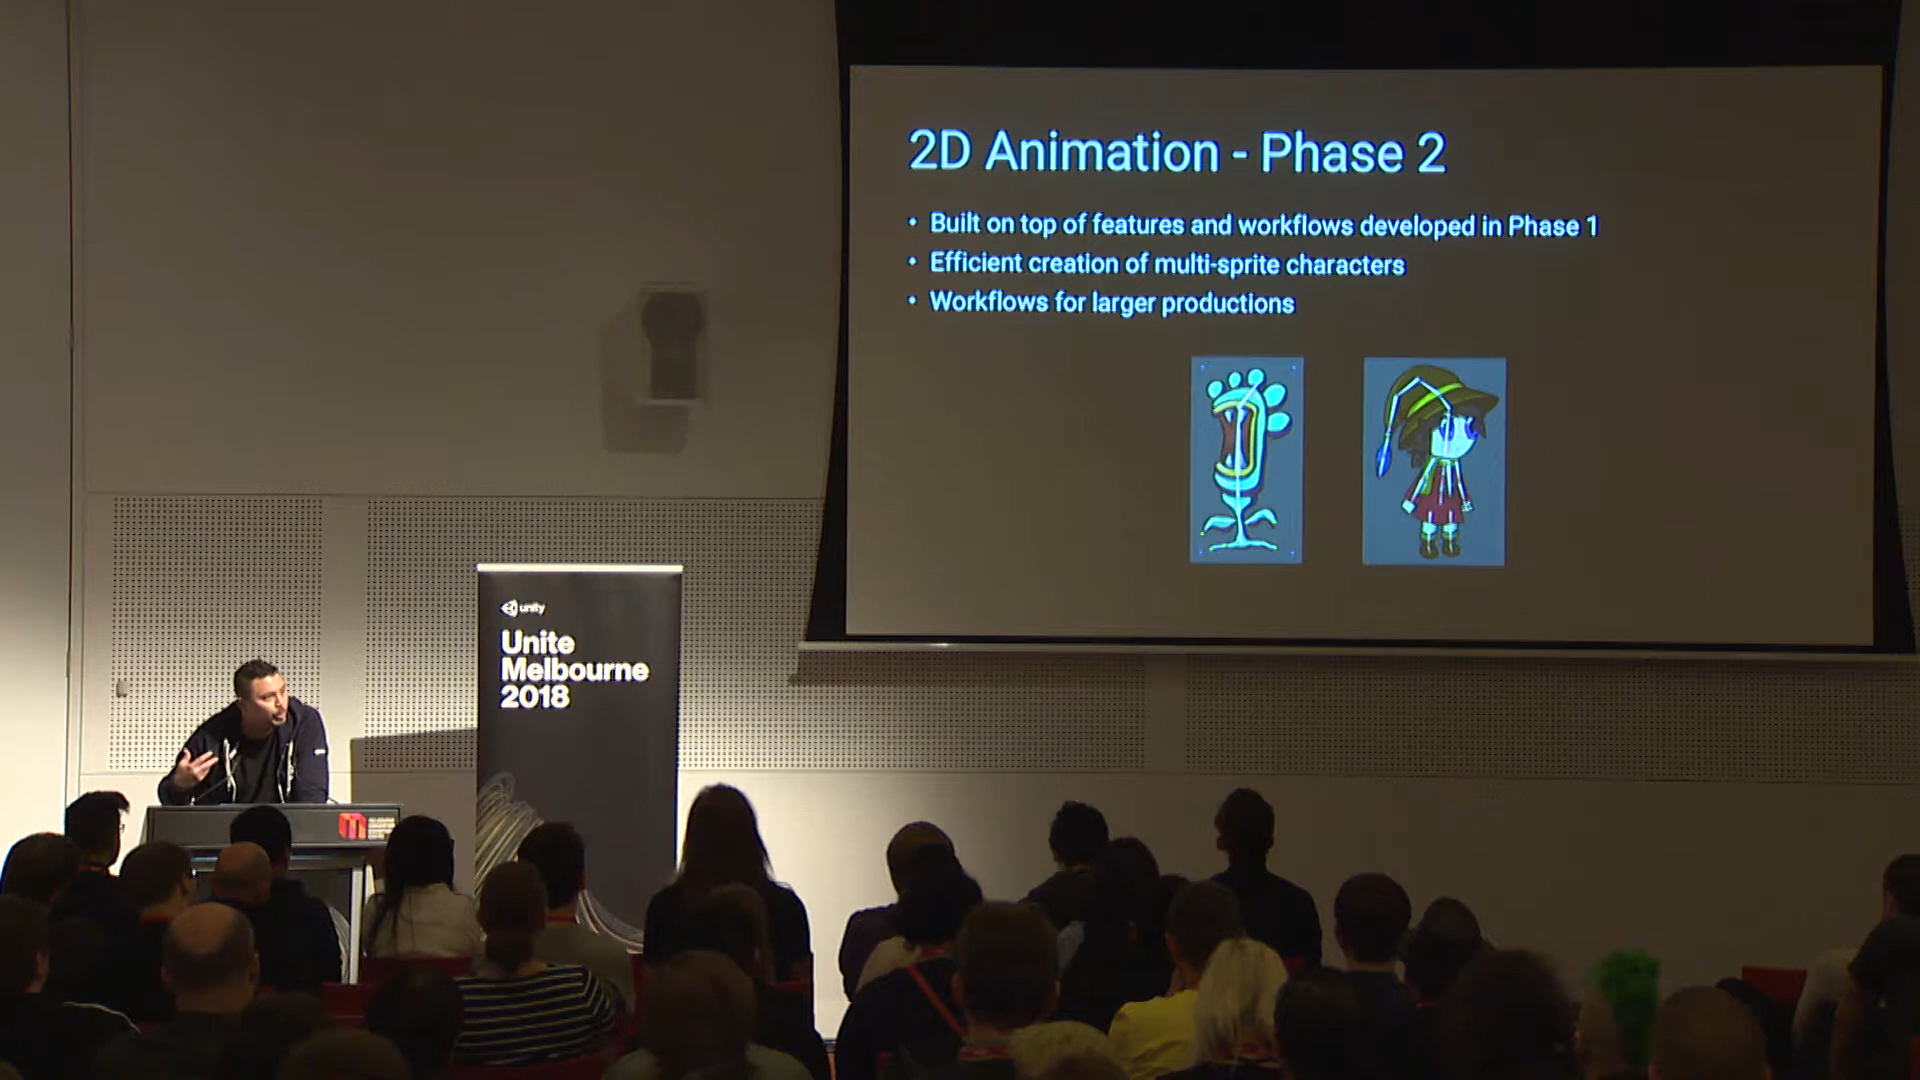 2D Animation - Phase 2
• Built on top of features and workflows developed in Phase 1
• Efficient creation of multi-sprite characters
• Workflows for larger productions
unity
Unite
Melbourne
2018